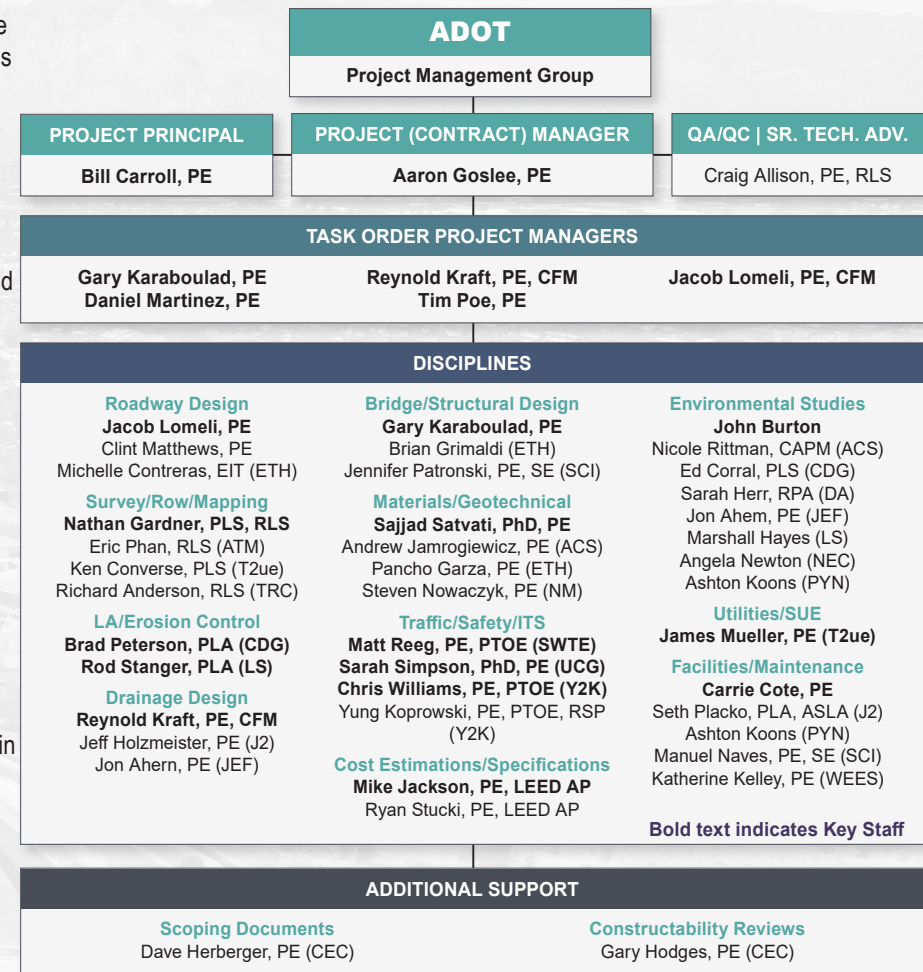 e
s
d
in
ADOT
Project Management Group
PROJECT PRINCIPAL
Bill Carroll, PE
PROJECT (CONTRACT) MANAGER
Aaron Goslee, PE
QA/QC | SR. TECH. ADV.
Craig Allison, PE, RLS
TASK ORDER PROJECT MANAGERS
Gary Karaboulad, PE
Daniel Martinez, PE
Reynold Kraft, PE, CFM
Tim Poe, PE
Jacob Lomeli, PE, CFM
DISCIPLINES
Roadway Design
Jacob Lomeli, PE
Clint Matthews, PE
Michelle Contreras, EIT (ETH)
Survey/Row/Mapping
Nathan Gardner, PLS, RLS
Eric Phan, RLS (ATM)
Ken Converse, PLS (T2ue)
Richard Anderson, RLS (TRC)
LA/Erosion Control
Brad Peterson, PLA (CDG)
Rod Stanger, PLA (LS)
Drainage Design
Reynold Kraft, PE, CFM
Jeff Holzmeister, PE (J2)
Jon Ahern, PE (JEF)
Bridge/Structural Design
Gary Karaboulad, PE
Brian Grimaldi (ETH)
Jennifer Patronski, PE, SE (SCI)
Materials/Geotechnical
Sajjad Satvati, PhD, PE
Andrew Jamrogiewicz, PE (ACS)
Pancho Garza, PE (ETH)
Steven Nowaczyk, PE (NM)
Traffic/Safety/ITS
Matt Reeg, PE, PTOE (SWTE)
Sarah Simpson, PhD, PE (UCG)
Chris Williams, PE, PTOE (Y2K)
Yung Koprowski, PE, PTOE, RSP
(Y2K)
Cost Estimations/Specifications
Mike Jackson, PE, LEED AP
Ryan Stucki, PE, LEED AP
Environmental Studies
John Burton
Nicole Rittman, CAPM (ACS)
Ed Corral, PLS (CDG)
Sarah Herr, RPA (DA)
Jon Ahem, PE (JEF)
Marshall Hayes (LS)
Angela Newton (NEC)
Ashton Koons (PYN)
Utilities/SUE
James Mueller, PE (T2ue)
Facilities/Maintenance
Carrie Cote, PE
Seth Placko, PLA, ASLA (J2)
Ashton Koons (PYN)
Manuel Naves, PE, SE (SCI)
Katherine Kelley, PE (WEES)
Bold text indicates Key Staff
ADDITIONAL SUPPORT
Scoping Documents
Dave Herberger, PE (CEC)
Constructability Reviews
Gary Hodges, PE (CEC)